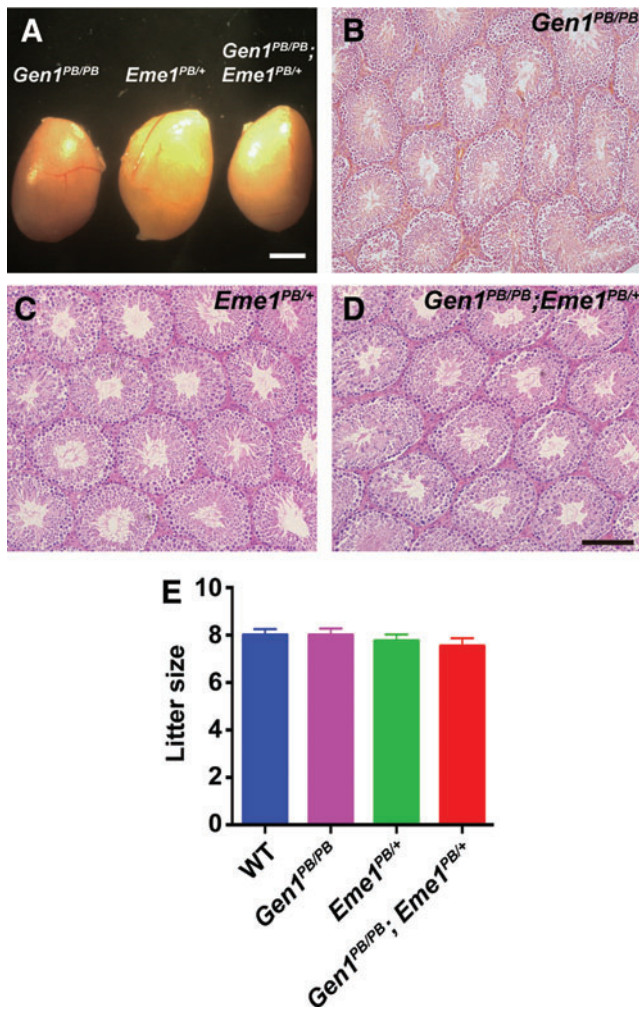 A
Gen1PB/PB
Eme1PB/+
Gen1PB/PB;
Eme1PB/+
B
Gen1PB/PB
C
Eme1PB/+
D
Gen1PB/PB;Eme1PB/+
E
Litter size
10
8
6
4
2
0
WT
Gen1PB/PB
Eme1PB/+
Gen1PB/PB; Eme1PB/+